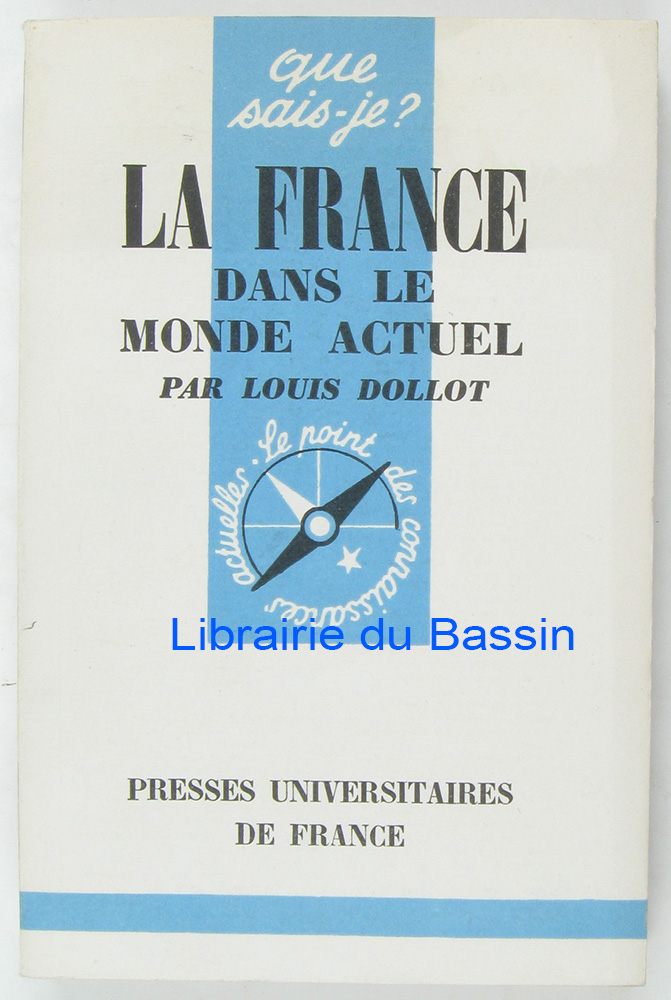 que
sais-je?
LA FRANCE
DANS LE
MONDE ACTUEL
PAR LOUIS DOLLOT
Le point des connaissances actuelles.
Librairie du Bassin
PRESSES UNIVERSITAIRES
DE FRANCE